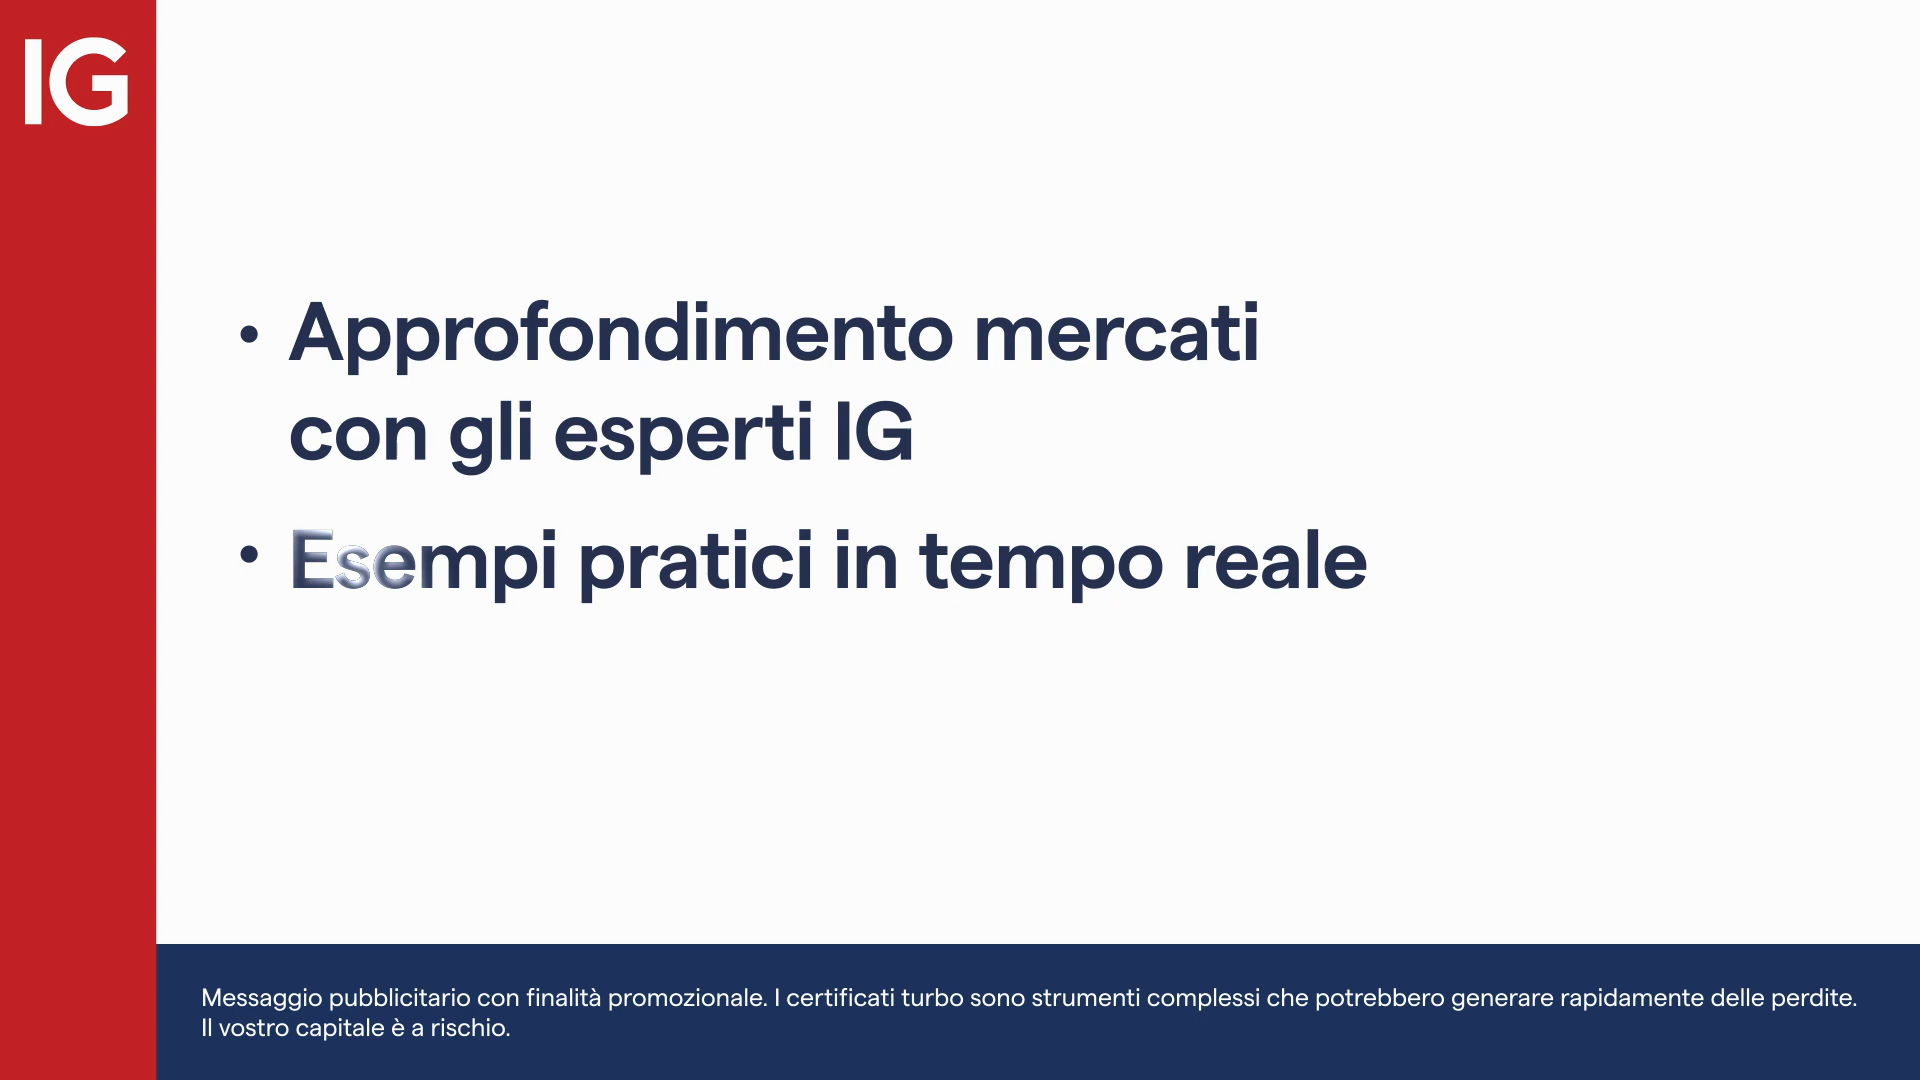 IG
• Approfondimento mercati
con gli esperti IG
• Esempi pratici in tempo reale
Messaggio pubblicitario con finalità promozionale. I certificati turbo sono strumenti complessi che potrebbero generare rapidamente delle perdite.
Il vostro capitale è a rischio.